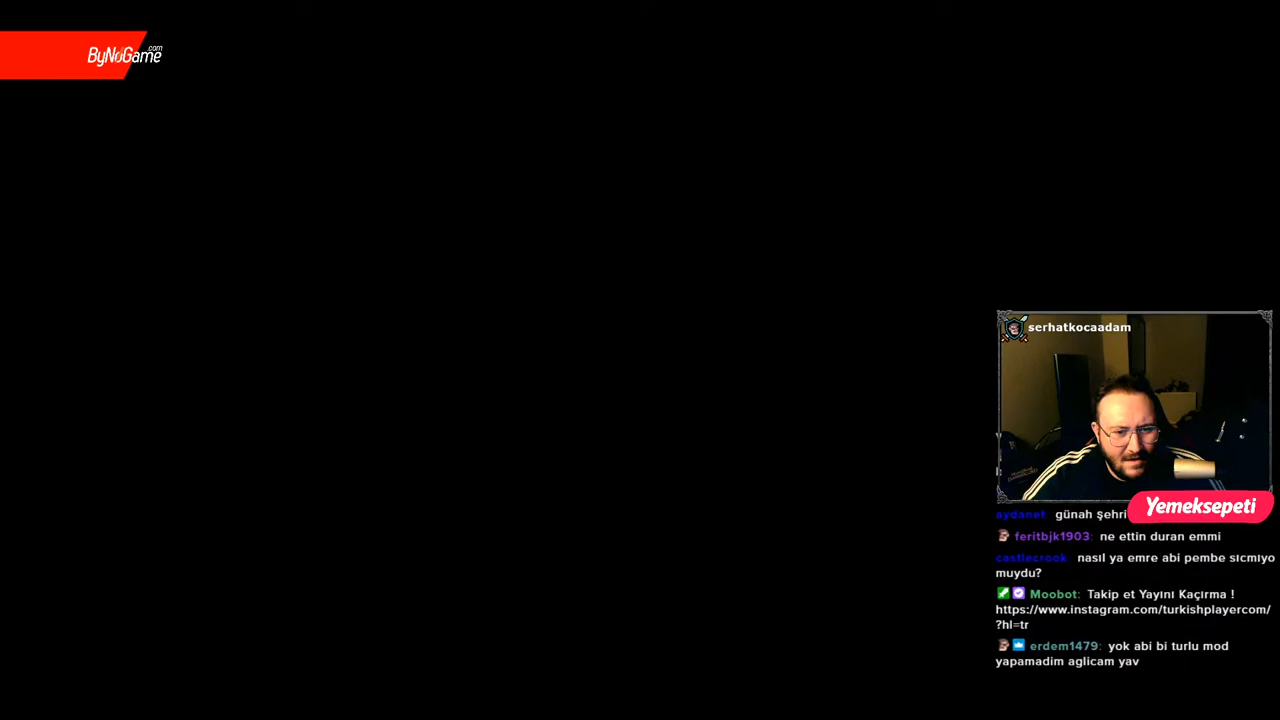 ByNoGame.com
serhatkocaadam
Yemeksepeti
aydanet günah şehri
feritbjk1903: ne ettin duran emmi
castlecrook nasıl ya emre abi pembe sıcmıyo
muydu?
Moobot: Takip et Yayını Kaçırma !
https://www.instagram.com/turkishplayercom/
?hl=tr
erdem1479: yok abi bi turlu mod
yapamadim aglicam yav